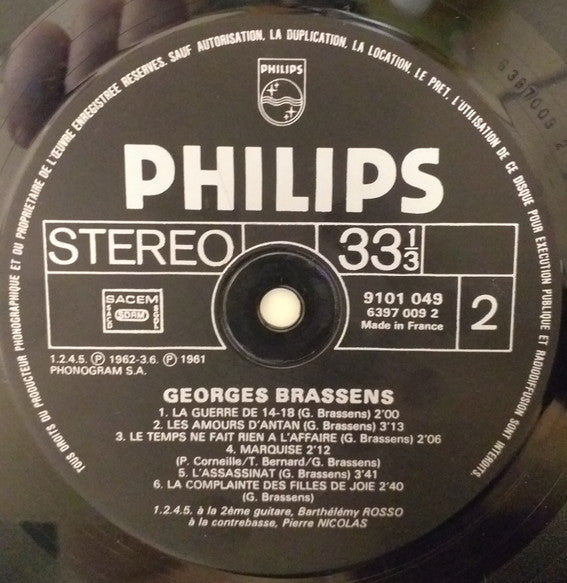 TOUS DROITS DU PRODUCTEUR PHONOGRAPHIQUE ET DU PROPRIETAIRE DE L'ŒUVRE ENREGISTREE RESERVES. SAUF AUTORISATION, LA DUPLICATION, LA LOCATION, LE PRET, L'UTILISATION DE CE DISQUE POUR EXECUTION PUBLIQUE ET RADIODIFFUSION SONT INTERDITS.
PHILIPS
PHILIPS
STEREO
33 1/3
SACEM
SACD
SDRM
SGDL
9101 049
6397 009 2
Made in France
2
1.2.4.5. Ⓟ 1962-3.6. Ⓟ 1961
PHONOGRAM S.A.
GEORGES BRASSENS
1. LA GUERRE DE 14-18 (G. Brassens) 2'00
2. LES AMOURS D'ANTAN (G. Brassens) 3'13
3. LE TEMPS NE FAIT RIEN A L'AFFAIRE (G. Brassens) 2'06
4. MARQUISE 2'12
(P. Corneille/T. Bernard/G. Brassens)
5. L'ASSASSINAT (G. Brassens) 3'41
6. LA COMPLAINTE DES FILLES DE JOIE 2'40
(G. Brassens)
1.2.4.5. à la 2ème guitare, Barthélémy ROSSO
à la contrebasse, Pierre NICOLAS